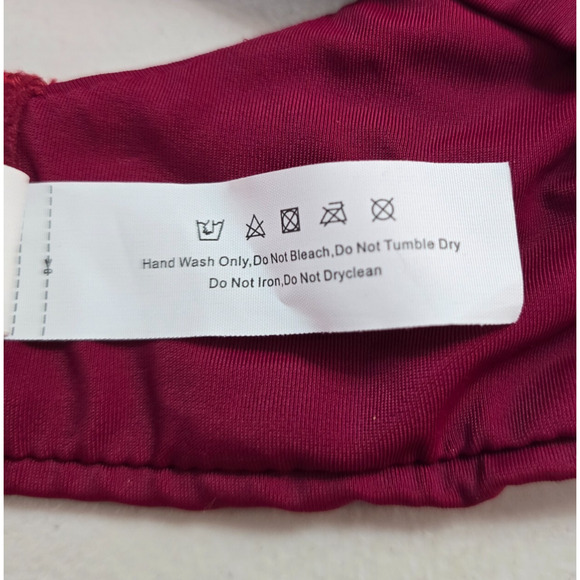 Hand Wash Only,Do Not Bleach,Do Not Tumble Dry
Do Not Iron,Do Not Dryclean